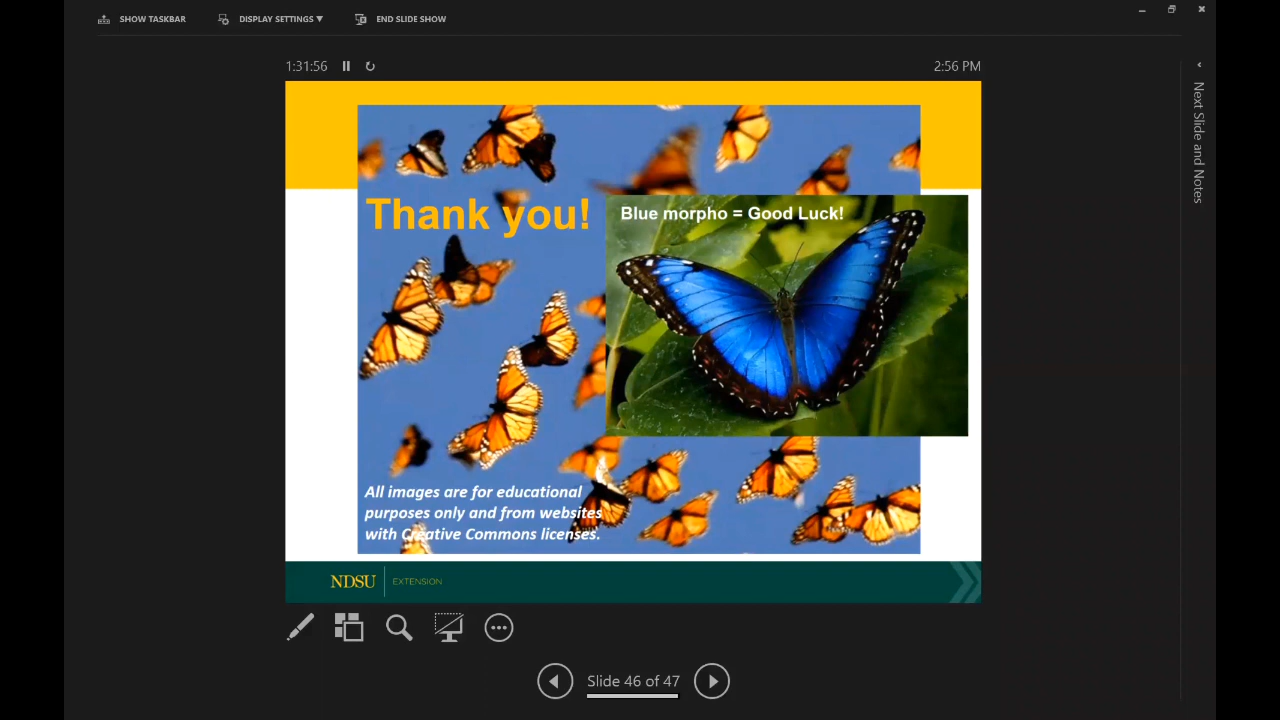 SHOW TASKBAR
DISPLAY SETTINGS ▼
END SLIDE SHOW
1:31:56
2:56 PM
Next Slide and Notes
Thank you!
Blue morpho = Good Luck!
All images are for educational
purposes only and from websites
with Creative Commons licenses.
NDSU
EXTENSION
Slide 46 of 47